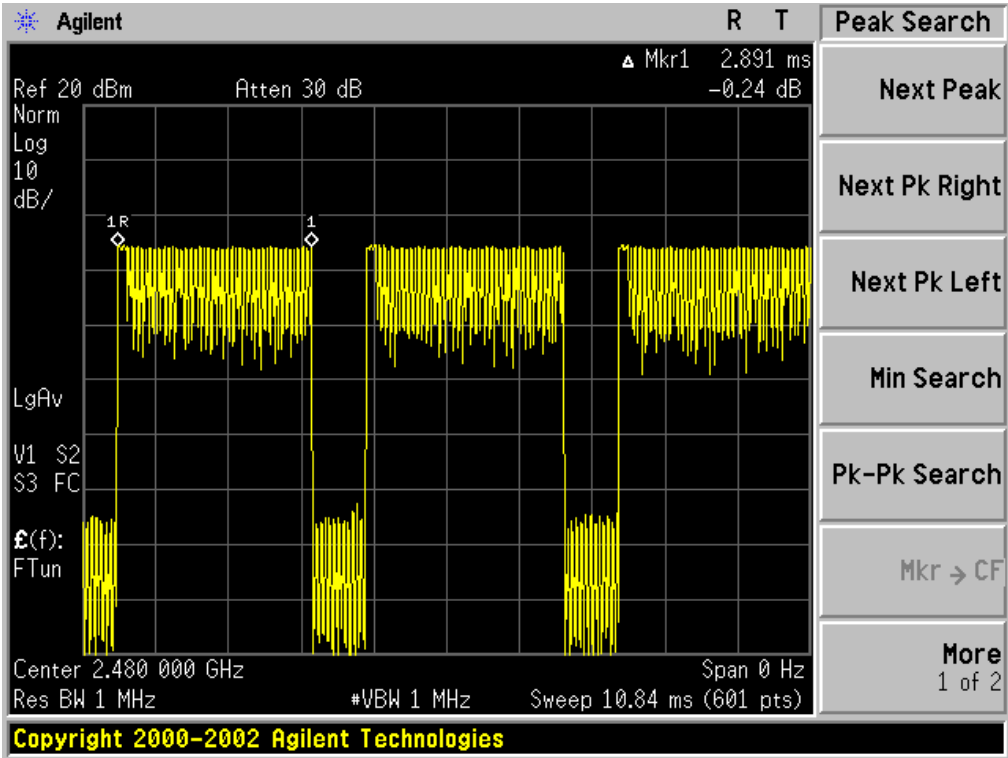 Agilent
R T
Peak Search
▵ Mkr1 2.891 ms
Ref 20 dBm Atten 30 dB -0.24 dB
Norm
Log
10
dB/
1R
1
LgAv
V1 S2
S3 FC
£(f):
FTun
Center 2.480 000 GHz Span 0 Hz
Res BW 1 MHz #VBW 1 MHz Sweep 10.84 ms (601 pts)
Copyright 2000-2002 Agilent Technologies
Next Peak
Next Pk Right
Next Pk Left
Min Search
Pk-Pk Search
Mkr → CF
More
1 of 2